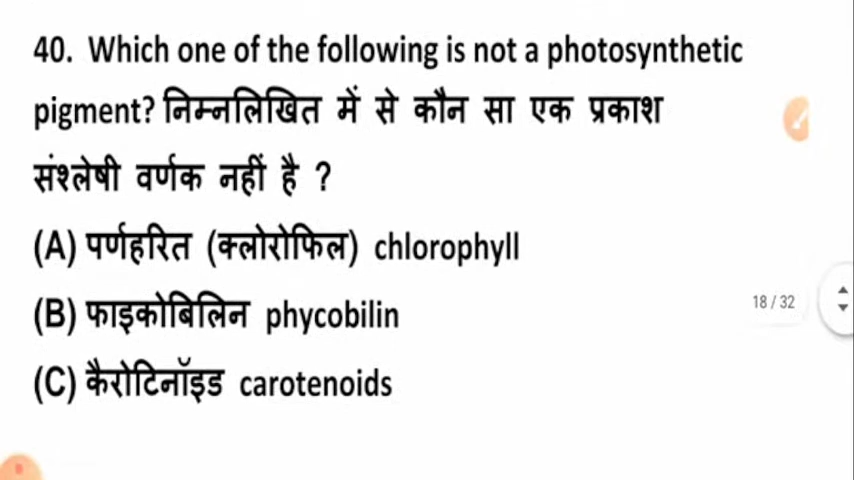 40. Which one of the following is not a photosynthetic
pigment? निम्नलिखित में से कौन सा एक प्रकाश
संश्लेषी वर्णक नहीं है ?
(A) पर्णहरित (क्लोरोफिल) chlorophyll
(B) फाइकोबिलिन phycobilin
18 / 32
(C) कैरोटिनॉइड carotenoids